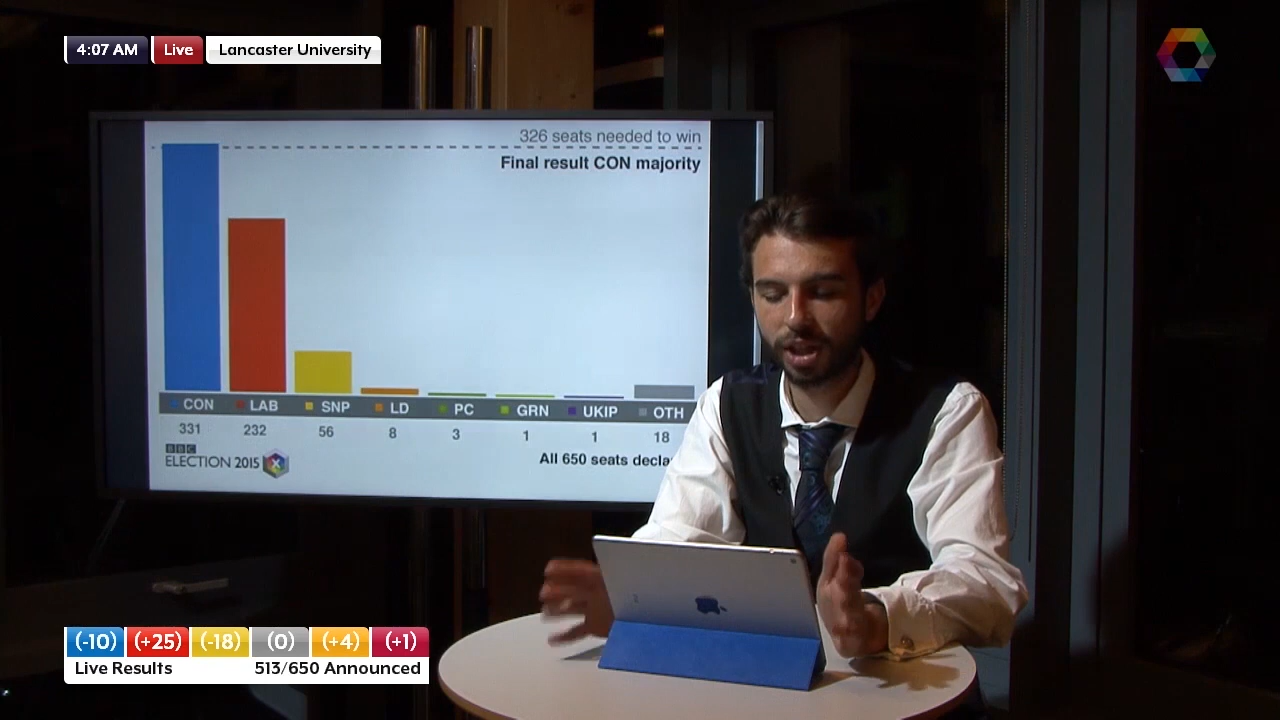 4:07 AM Live Lancaster University
326 seats needed to win
Final result CON majority
CON LAB SNP LD PC GRN UKIP OTH
331 232 56 8 3 1 1 18
BBC
ELECTION 2015
All 650 seats
(-10) (+25) (-18) (0) (+4) (+1)
Live Results 513/650 Announced